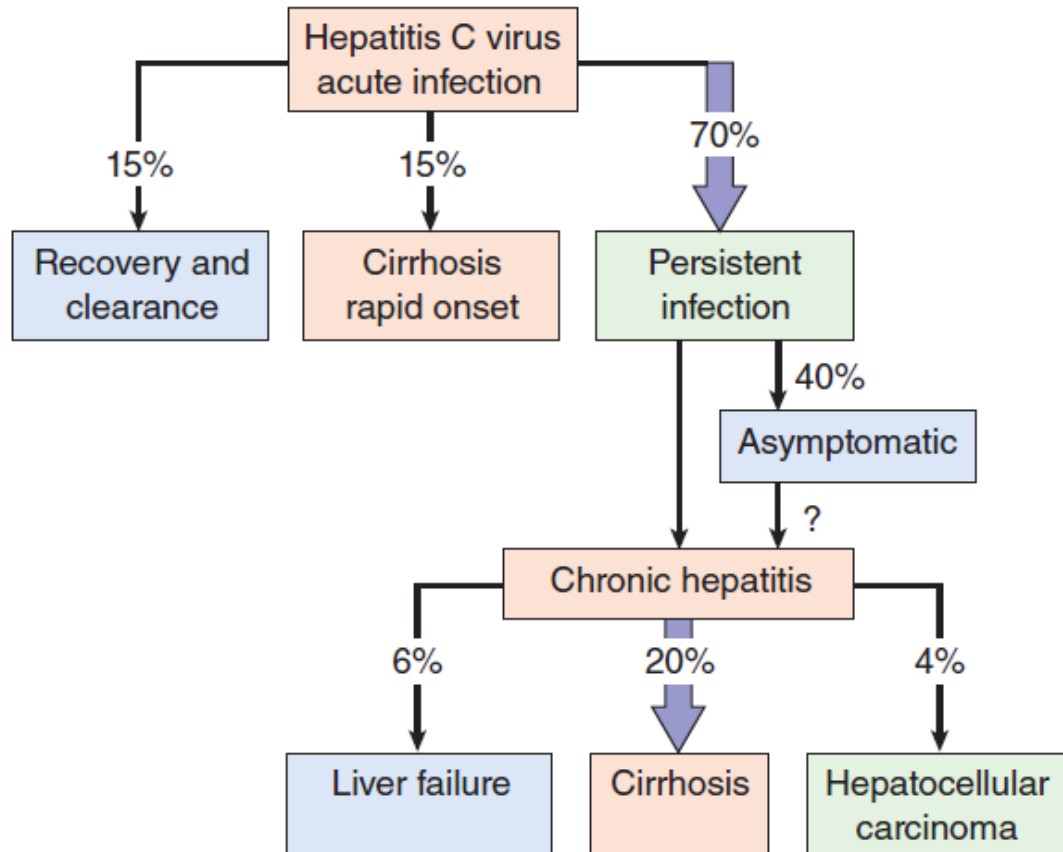 Hepatitis C virus
acute infection
15%
15%
70%
Recovery and
clearance
Cirrhosis
rapid onset
Persistent
infection
40%
Asymptomatic
?
Chronic hepatitis
6%
20%
4%
Liver failure
Cirrhosis
Hepatocellular
carcinoma